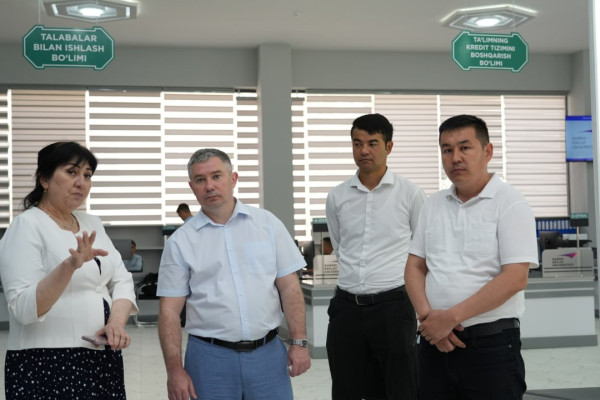 TALABALAR
BILAN ISHLASH
BO'LIMI
TA'LIMNING
KREDIT TIZIMINI
BOSHQARISH
BO'LIMI